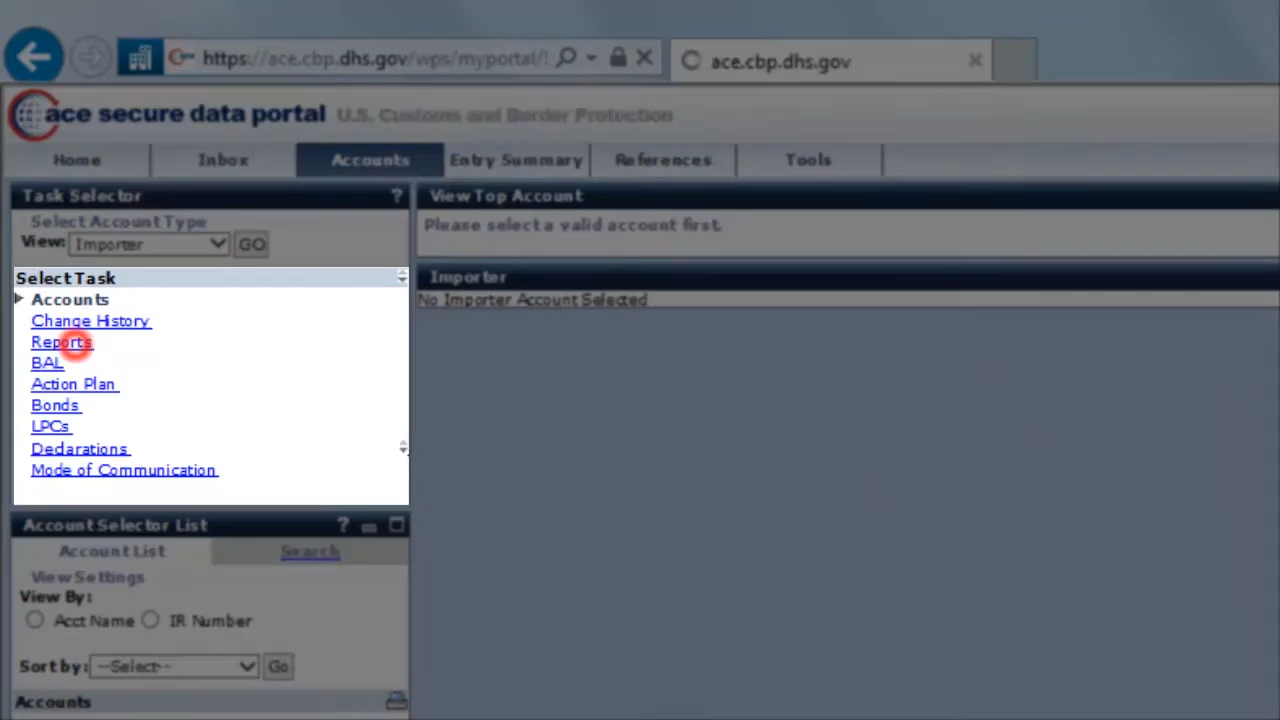 https://ace.cbp.dhs.gov/wps/myportal/!
ace.cbp.dhs.gov
ace secure data portal U.S. Customs and Border Protection
Home Inbox Accounts Entry Summary References Tools
Task Selector ?
Select Account Type
View: Importer GO
Select Task
Accounts
Change History
Reports
BAL
Action Plan
Bonds
LPCs
Declarations
Mode of Communication
Account Selector List ?
Account List Search
View Settings
View By:
Acct Name IR Number
Sort by: --Select-- Go
Accounts
View Top Account
Please select a valid account first.
Importer
No Importer Account Selected